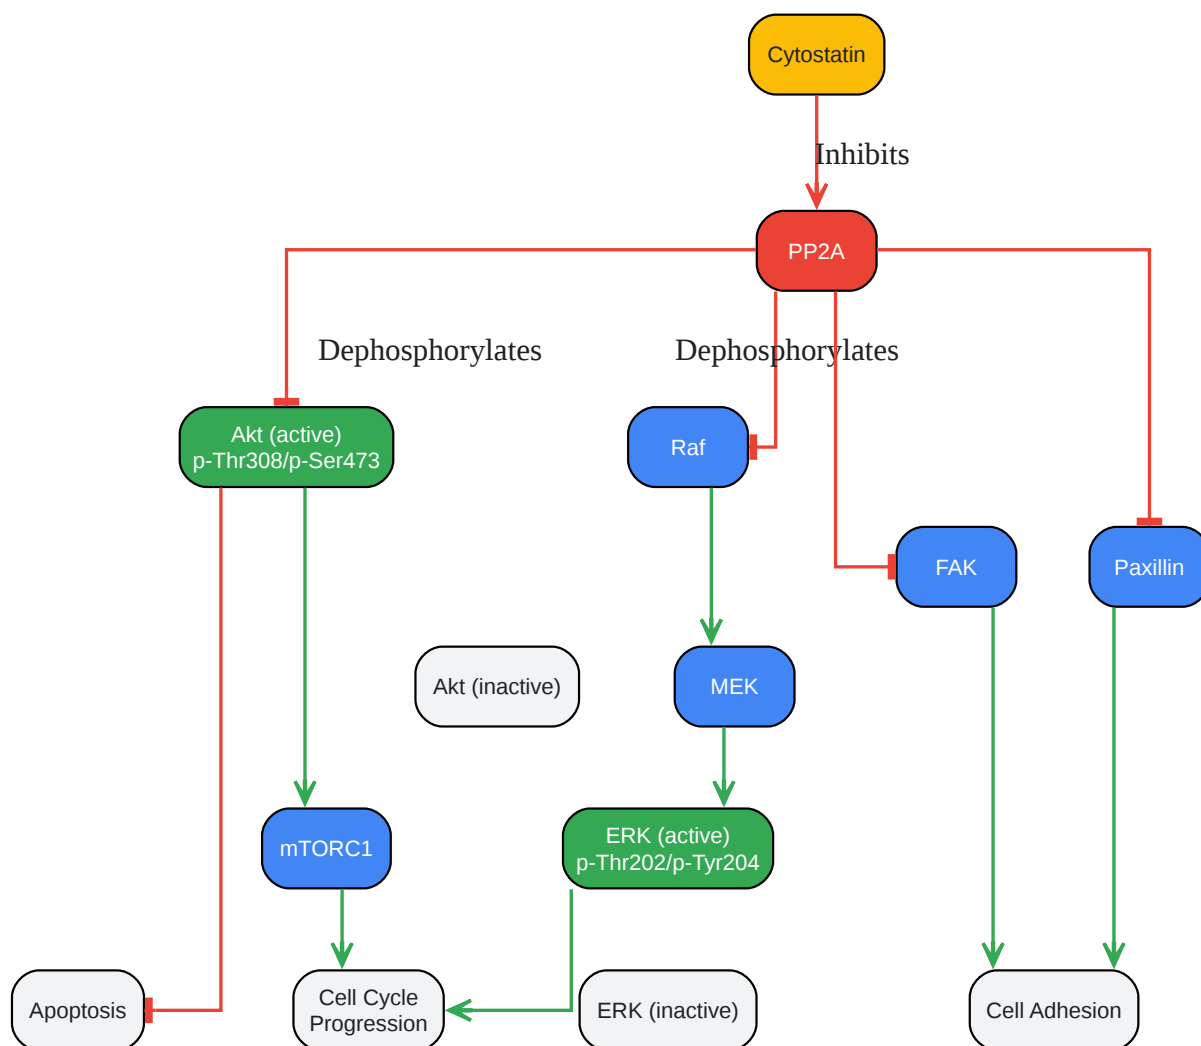 Cytostatin
Inhibits
PP2A
Dephosphorylates
Dephosphorylates
Akt (active)
p-Thr308/p-Ser473
Raf
FAK
Paxillin
Akt (inactive)
MEK
mTORC1
ERK (active)
p-Thr202/p-Tyr204
Apoptosis
Cell Cycle
Progression
ERK (inactive)
Cell Adhesion